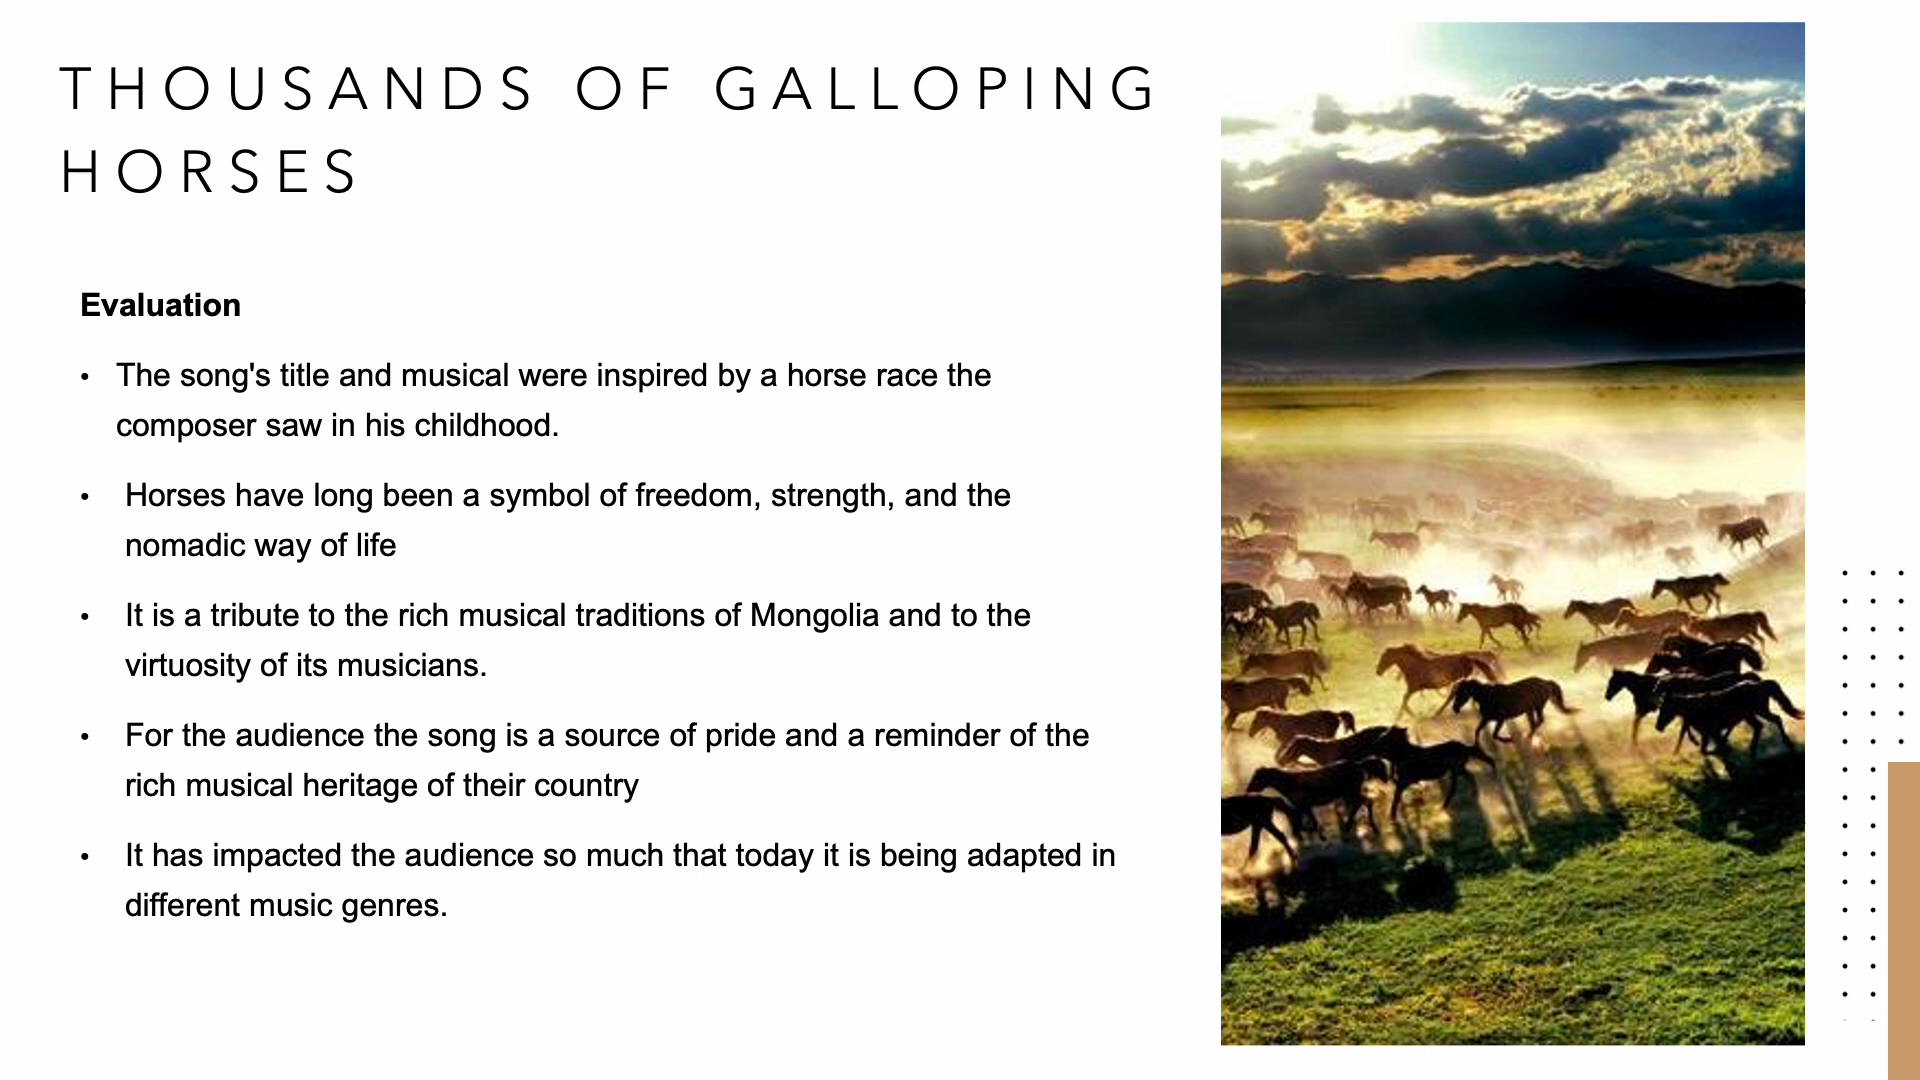 THOUSANDS OF GALLOPING
HORSES
Evaluation
• The song's title and musical were inspired by a horse race the
composer saw in his childhood.
• Horses have long been a symbol of freedom, strength, and the
nomadic way of life
• It is a tribute to the rich musical traditions of Mongolia and to the
virtuosity of its musicians.
• For the audience the song is a source of pride and a reminder of the
rich musical heritage of their country
• It has impacted the audience so much that today it is being adapted in
different music genres.